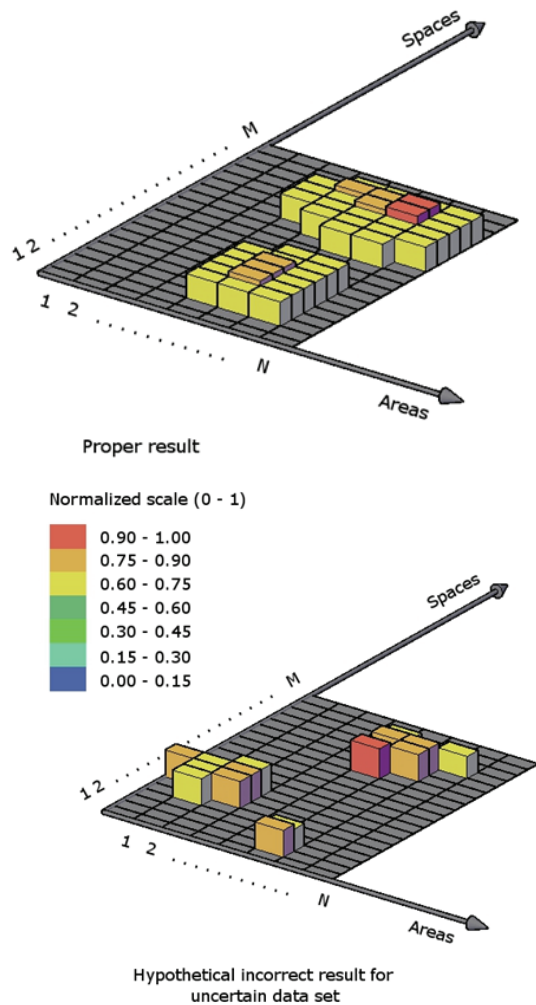 Spaces
M
1 2
1 2
N
Areas
Proper result
Normalized scale (0 - 1)
0.90 - 1.00
0.75 - 0.90
0.60 - 0.75
0.45 - 0.60
0.30 - 0.45
0.15 - 0.30
0.00 - 0.15
Spaces
M
1 2
1 2
N
Areas
Hypothetical incorrect result for
uncertain data set